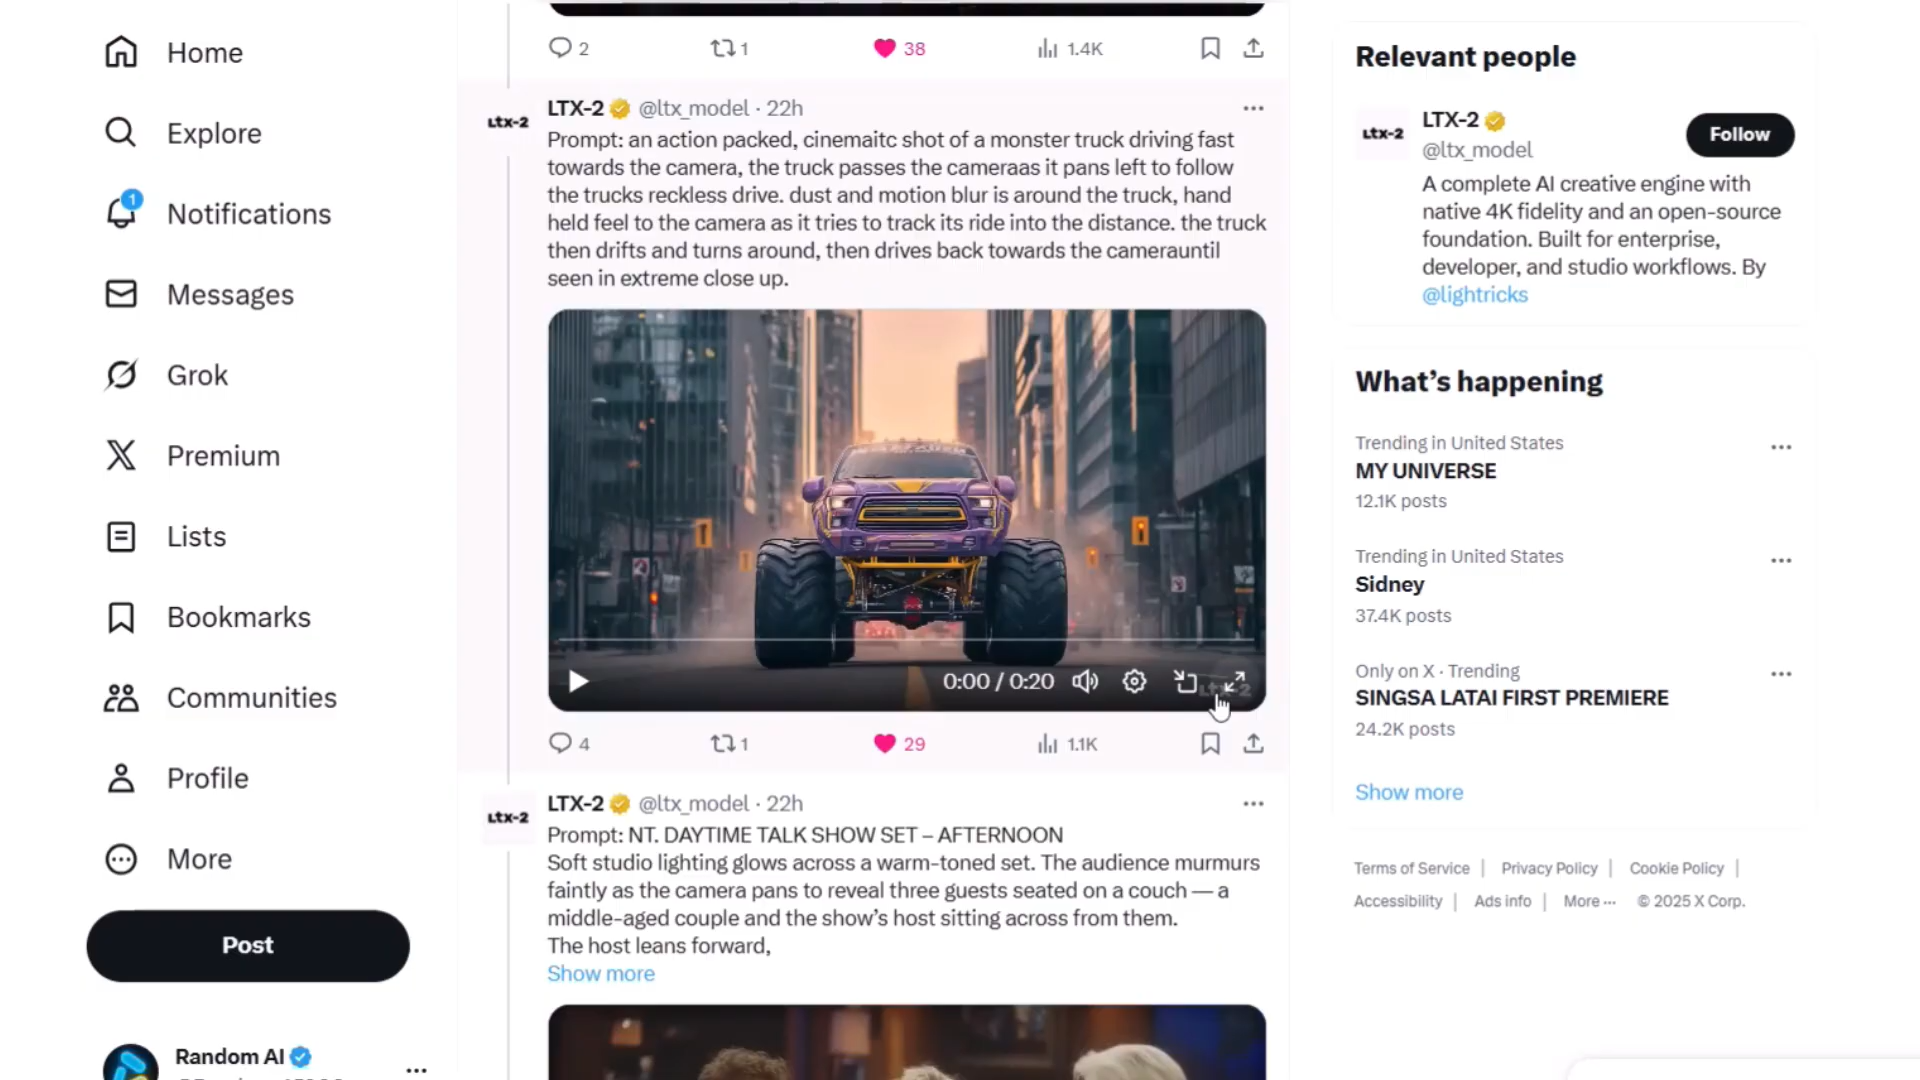 Home
Explore
1
Notifications
Messages
Grok
Premium
Lists
Bookmarks
Profile
Communities
More
Post
Random AI
2
1
38
1.4K
LTX-2 @ltx_model · 22h
Ltx-2
Prompt: an action packed, cinemaitc shot of a monster truck driving fast
towards the camera, the truck passes the cameraas it pans left to follow
the trucks reckless drive. dust and motion blur is around the truck, hand
held feel to the camera as it tries to track its ride into the distance. the truck
then drifts and turns around, then drives back towards the camerauntil
seen in extreme close up.
0:00 / 0:20
4
1
29
1.1K
LTX-2 @ltx_model · 22h
Ltx-2
Prompt: NT. DAYTIME TALK SHOW SET – AFTERNOON
Soft studio lighting glows across a warm-toned set. The audience murmurs
faintly as the camera pans to reveal three guests seated on a couch — a
middle-aged couple and the show’s host sitting across from them.
The host leans forward,
Show more
Relevant people
Ltx-2
LTX-2
@ltx_model
Follow
A complete AI creative engine with
native 4K fidelity and an open-source
foundation. Built for enterprise,
developer, and studio workflows. By
@lightricks
What’s happening
Trending in United States
MY UNIVERSE
12.1K posts
Trending in United States
Sidney
37.4K posts
Only on X · Trending
SINGSA LATAI FIRST PREMIERE
24.2K posts
Show more
Terms of Service | Privacy Policy | Cookie Policy |
Accessibility | Ads info | More ··· © 2025 X Corp.